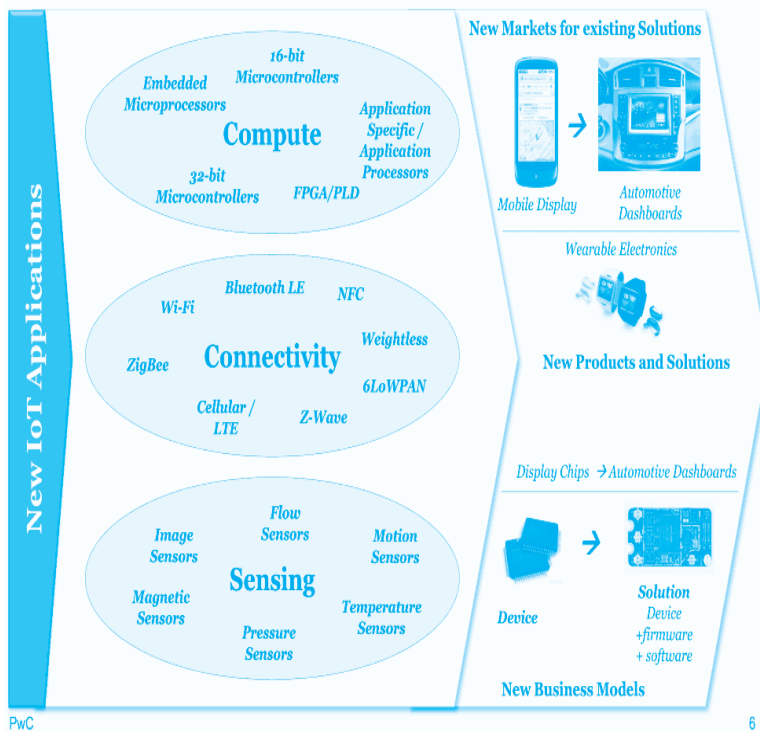 New IoT Applications
16-bit
Microcontrollers
Embedded
Microprocessors
Application
Specific /
Application
Processors
Compute
32-bit
Microcontrollers
FPGA/PLD
Bluetooth LE
NFC
Wi-Fi
Weightless
Connectivity
ZigBee
6LoWPAN
Cellular /
LTE
Z-Wave
Flow
Sensors
Image
Sensors
Motion
Sensors
Sensing
Magnetic
Sensors
Temperature
Sensors
Pressure
Sensors
New Markets for existing Solutions
Mobile Display
Automotive
Dashboards
Wearable Electronics
New Products and Solutions
Display Chips → Automotive Dashboards
Device
Solution
Device
+firmware
+ software
New Business Models
PwC
6